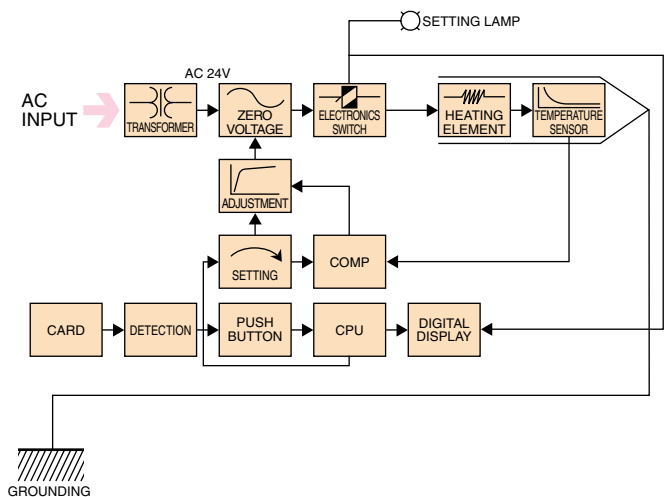 SETTING LAMP
AC 24V
AC
INPUT
TRANSFORMER
ZERO
VOLTAGE
ELECTRONICS
SWITCH
HEATING
ELEMENT
TEMPERATURE
SENSOR
ADJUSTMENT
SETTING
COMP
CARD
DETECTION
PUSH
BUTTON
CPU
DIGITAL
DISPLAY
GROUNDING